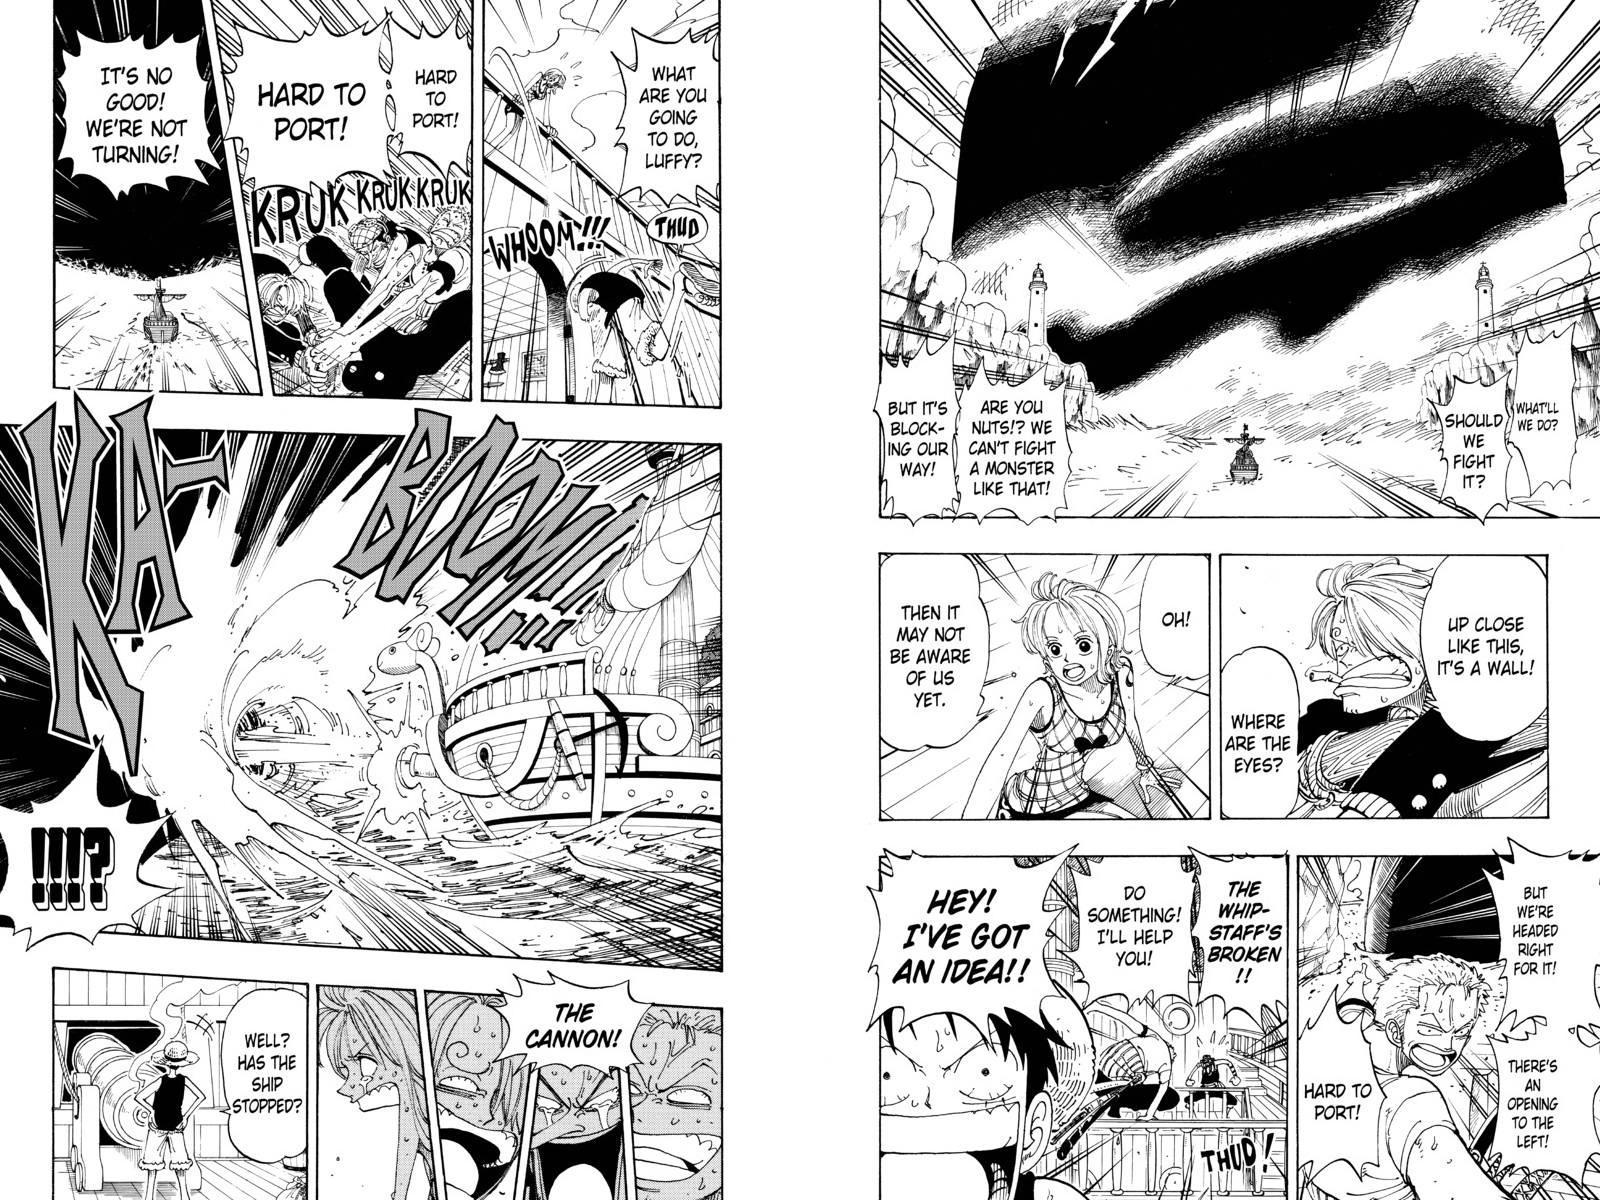 WHAT'LL
WE DO?
SHOULD
WE
FIGHT
IT?
ARE YOU
NUTS!? WE
CAN'T FIGHT
A MONSTER
LIKE THAT!
BUT IT'S
BLOCK-
ING OUR
WAY!
UP CLOSE
LIKE THIS,
IT'S A WALL!
WHERE
ARE THE
EYES?
OH!
THEN IT
MAY NOT
BE AWARE
OF US
YET.
BUT
WE'RE
HEADED
RIGHT
FOR IT!
THERE'S
AN
OPENING
TO THE
LEFT!
HARD TO
PORT!
THE
WHIP-
STAFF'S
BROKEN
!!
DO
SOMETHING!
I'LL HELP
YOU!
THUD!
HEY!
I'VE GOT
AN IDEA!!
WHAT
ARE YOU
GOING
TO DO,
LUFFY?
THUD
WHOOM!!!
HARD
TO
PORT!
HARD TO
PORT!
KRUK KRUK KRUK
IT'S NO
GOOD!
WE'RE NOT
TURNING!
KA-
BOOM!!!
!!!!?
THE
CANNON!
WELL?
HAS THE
SHIP
STOPPED?